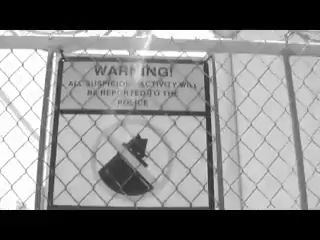 WARNING!
ALL SUSPICIOUS ACTIVITY WILL
BE REPORTED TO THE
POLICE